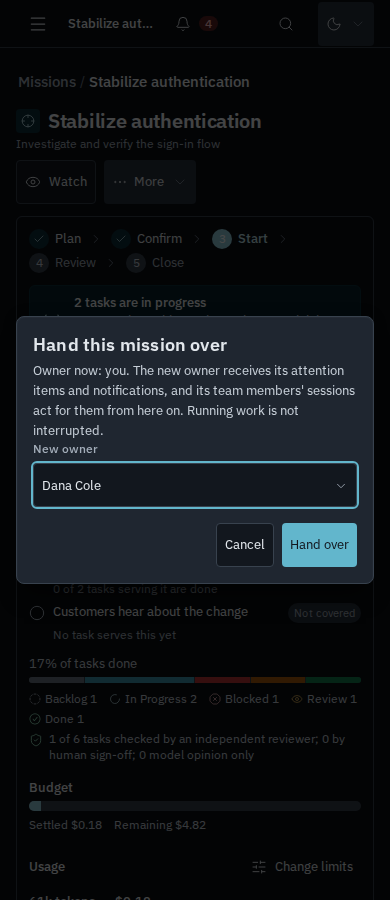 Stabilize aut... 4
Missions / Stabilize authentication
Stabilize authentication
Investigate and verify the sign-in flow
Watch More
Plan Confirm 3 Start
4 Review 5 Close
2 tasks are in progress
Hand this mission over
Owner now: you. The new owner receives its attention
items and notifications, and its team members' sessions
act for them from here on. Running work is not
interrupted.
New owner
Dana Cole
Cancel Hand over
0 of 2 tasks serving it are done
Customers hear about the change Not covered
No task serves this yet
17% of tasks done
Backlog 1 In Progress 2 Blocked 1 Review 1
Done 1
1 of 6 tasks checked by an independent reviewer; 0 by
human sign-off; 0 model opinion only
Budget
Settled $0.18 Remaining $4.82
Usage Change limits